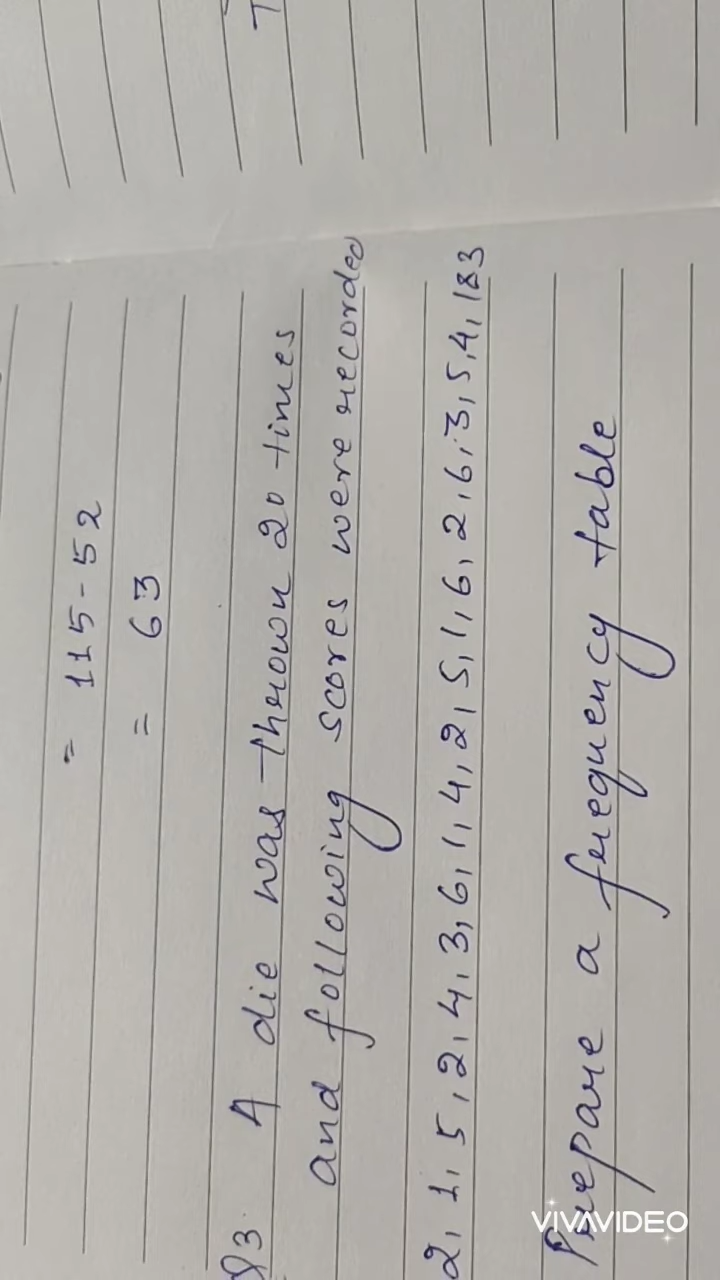 = 115-52
= 63
Q3. A die was thrown 20 times
and following scores were recorded
2, 1, 5, 2, 4, 3, 6, 1, 4, 2, 5, 1, 6, 2, 6, 3, 5, 4, 1&3
Prepare a frequency table
VIVAVIDEO